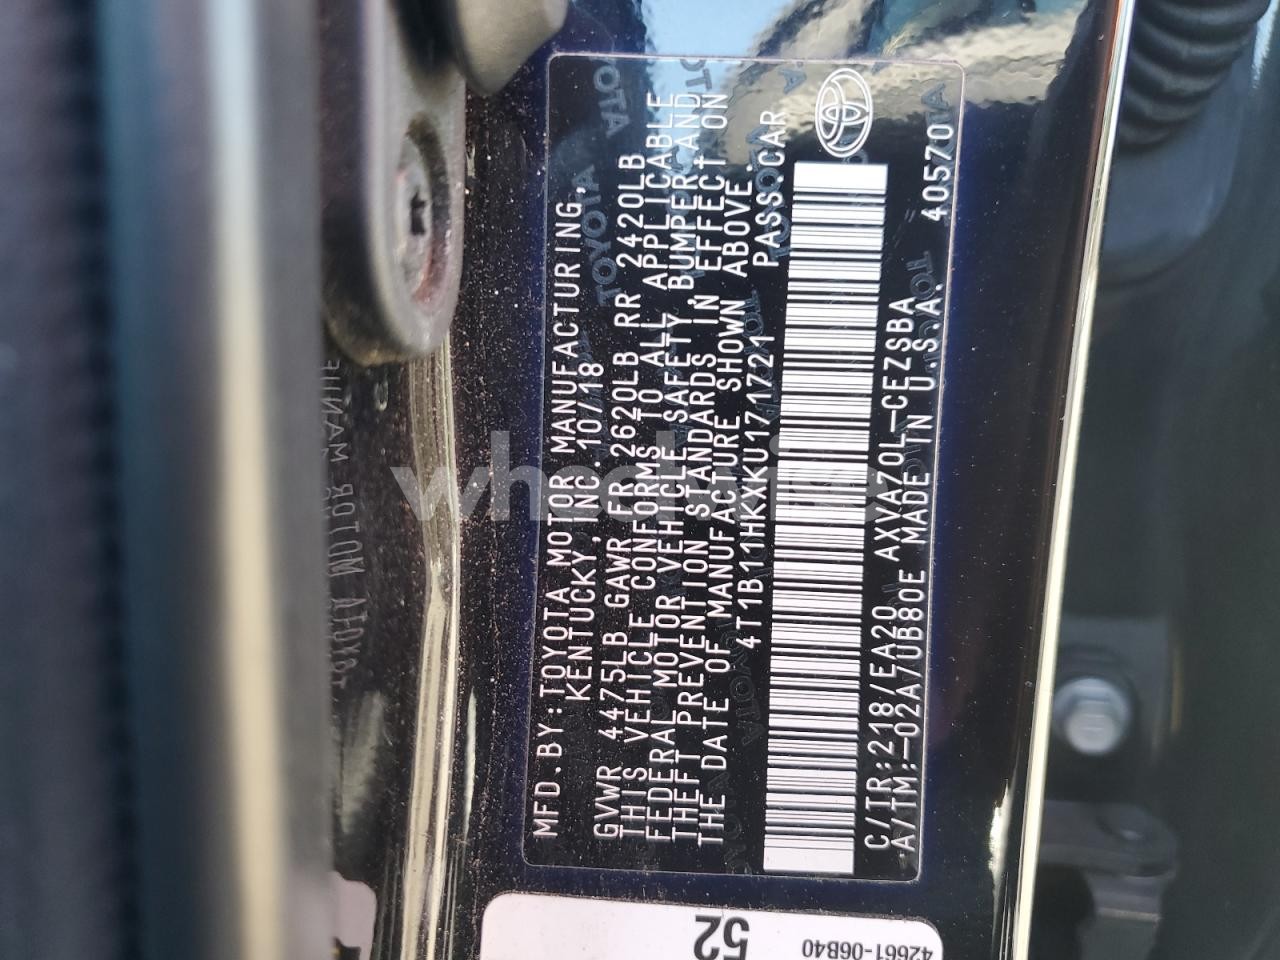 MFD.BY:TOYOTA MOTOR MANUFACTURING,
KENTUCKY,INC. 10/18
GVWR 4475LB GAWR FR 2620LB RR 2420LB
THIS VEHICLE CONFORMS TO ALL APPLICABLE
FEDERAL MOTOR VEHICLE SAFETY,BUMPER,AND
THEFT PREVENTION STANDARDS IN EFFECT ON
THE DATE OF MANUFACTURE SHOWN ABOVE.
4T1B11HKXKU171721 PASS.CAR
C/TR:218/EA20 AXVA70L-CEZSBA
A/TM:-02A/UB80E MADE IN U.S.A. 40570
52
42661-06B40